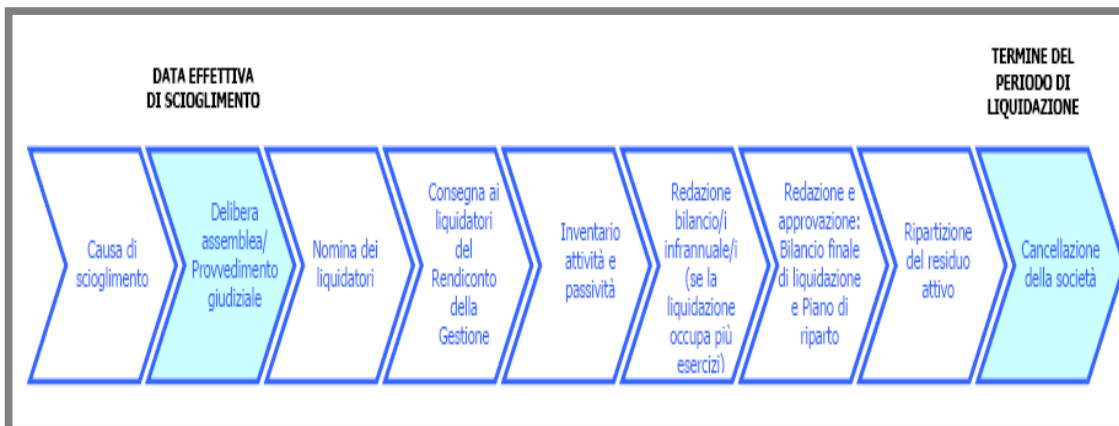 DATA EFFETTIVA
DI SCIOGLIMENTO
TERMINE DEL
PERIODO DI
LIQUIDAZIONE
Causa di
scioglimento
Delibera
assemblea/
Provvedimento
giudiziale
Nomina dei
liquidatori
Consegna ai
liquidatori
del
Rendiconto
della
Gestione
Inventario
attività e
passività
Redazione
bilancio/i
infrannuale/i
(se la
liquidazione
occupa più
esercizi)
Redazione e
approvazione:
Bilancio finale
di liquidazione
e Piano di
riparto
Ripartizione
del residuo
attivo
Cancellazione
della società